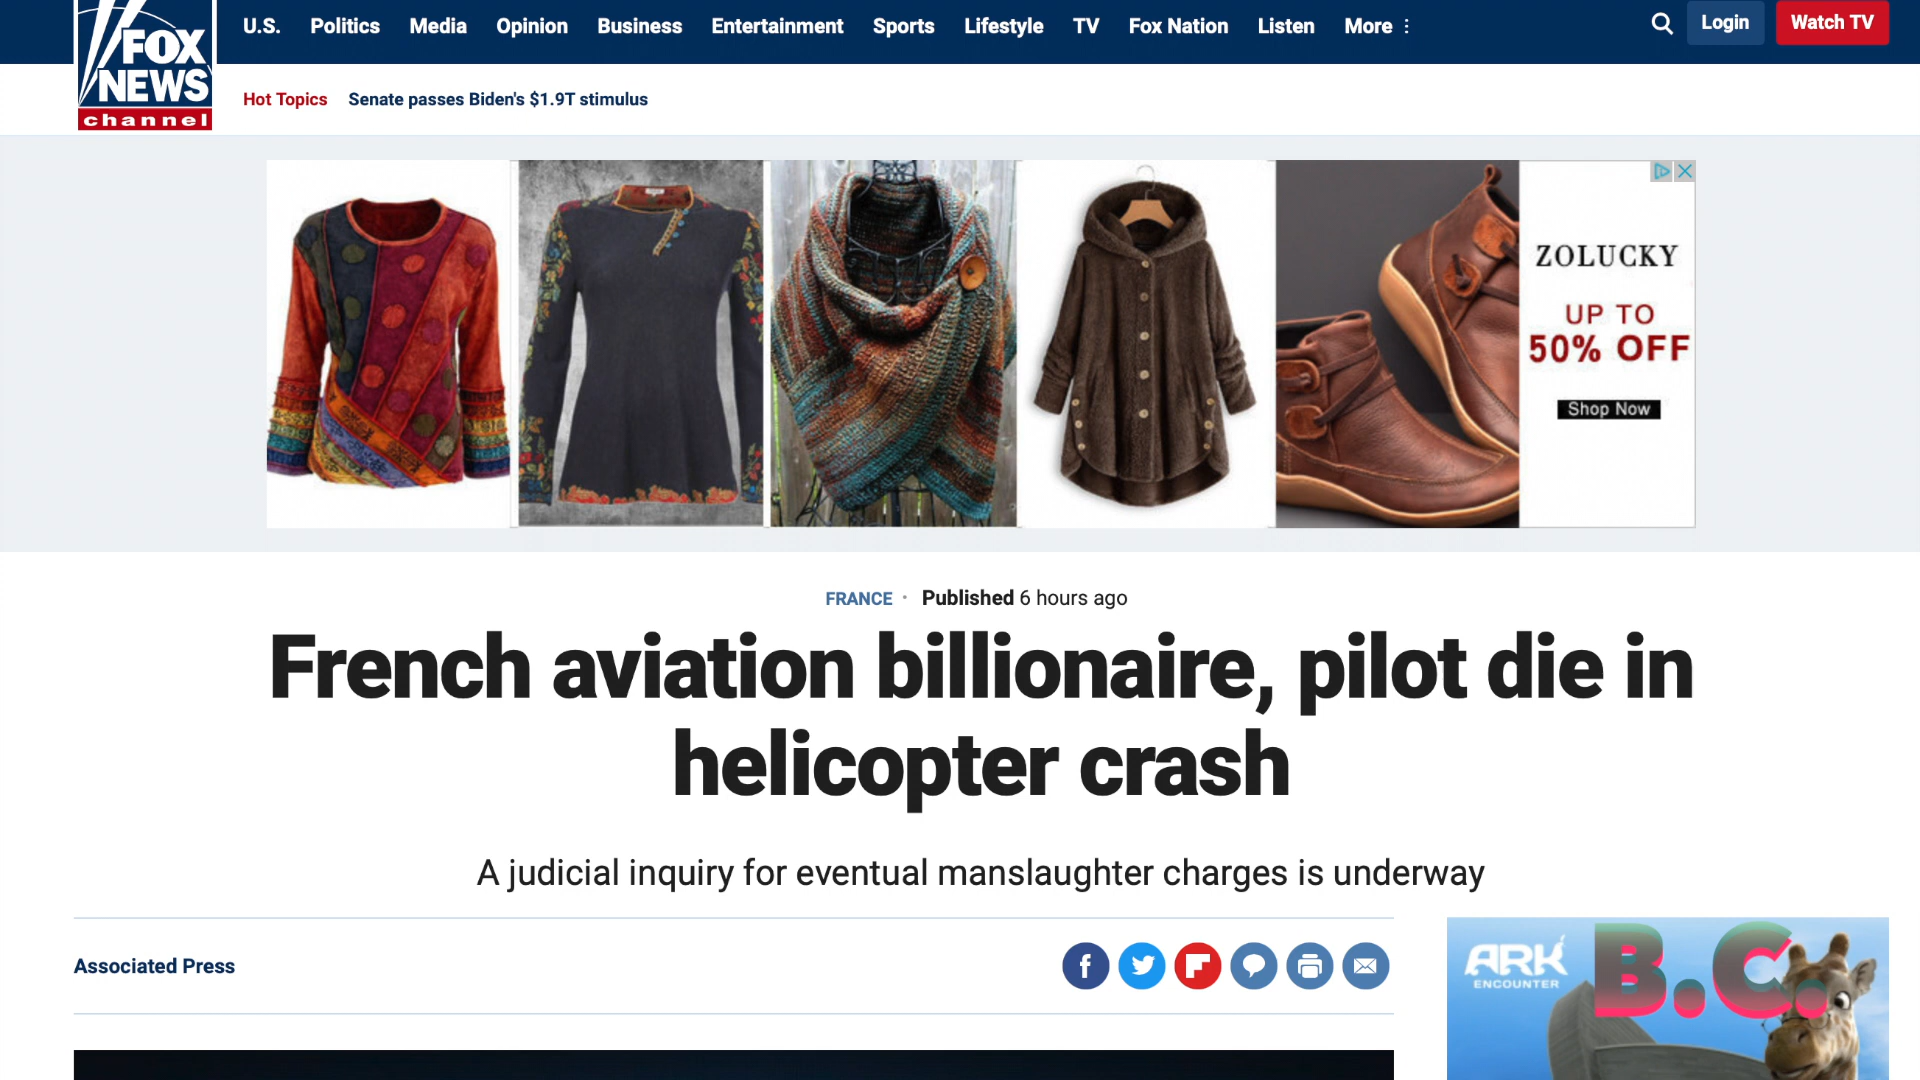 FOX
NEWS
channel
U.S. Politics Media Opinion Business Entertainment Sports Lifestyle TV Fox Nation Listen More
Login
Watch TV
Hot Topics Senate passes Biden's $1.9T stimulus
ZOLUCKY
UP TO
50% OFF
Shop Now
FRANCE · Published 6 hours ago
French aviation billionaire, pilot die in
helicopter crash
A judicial inquiry for eventual manslaughter charges is underway
Associated Press
ARK
ENCOUNTER
B.C.